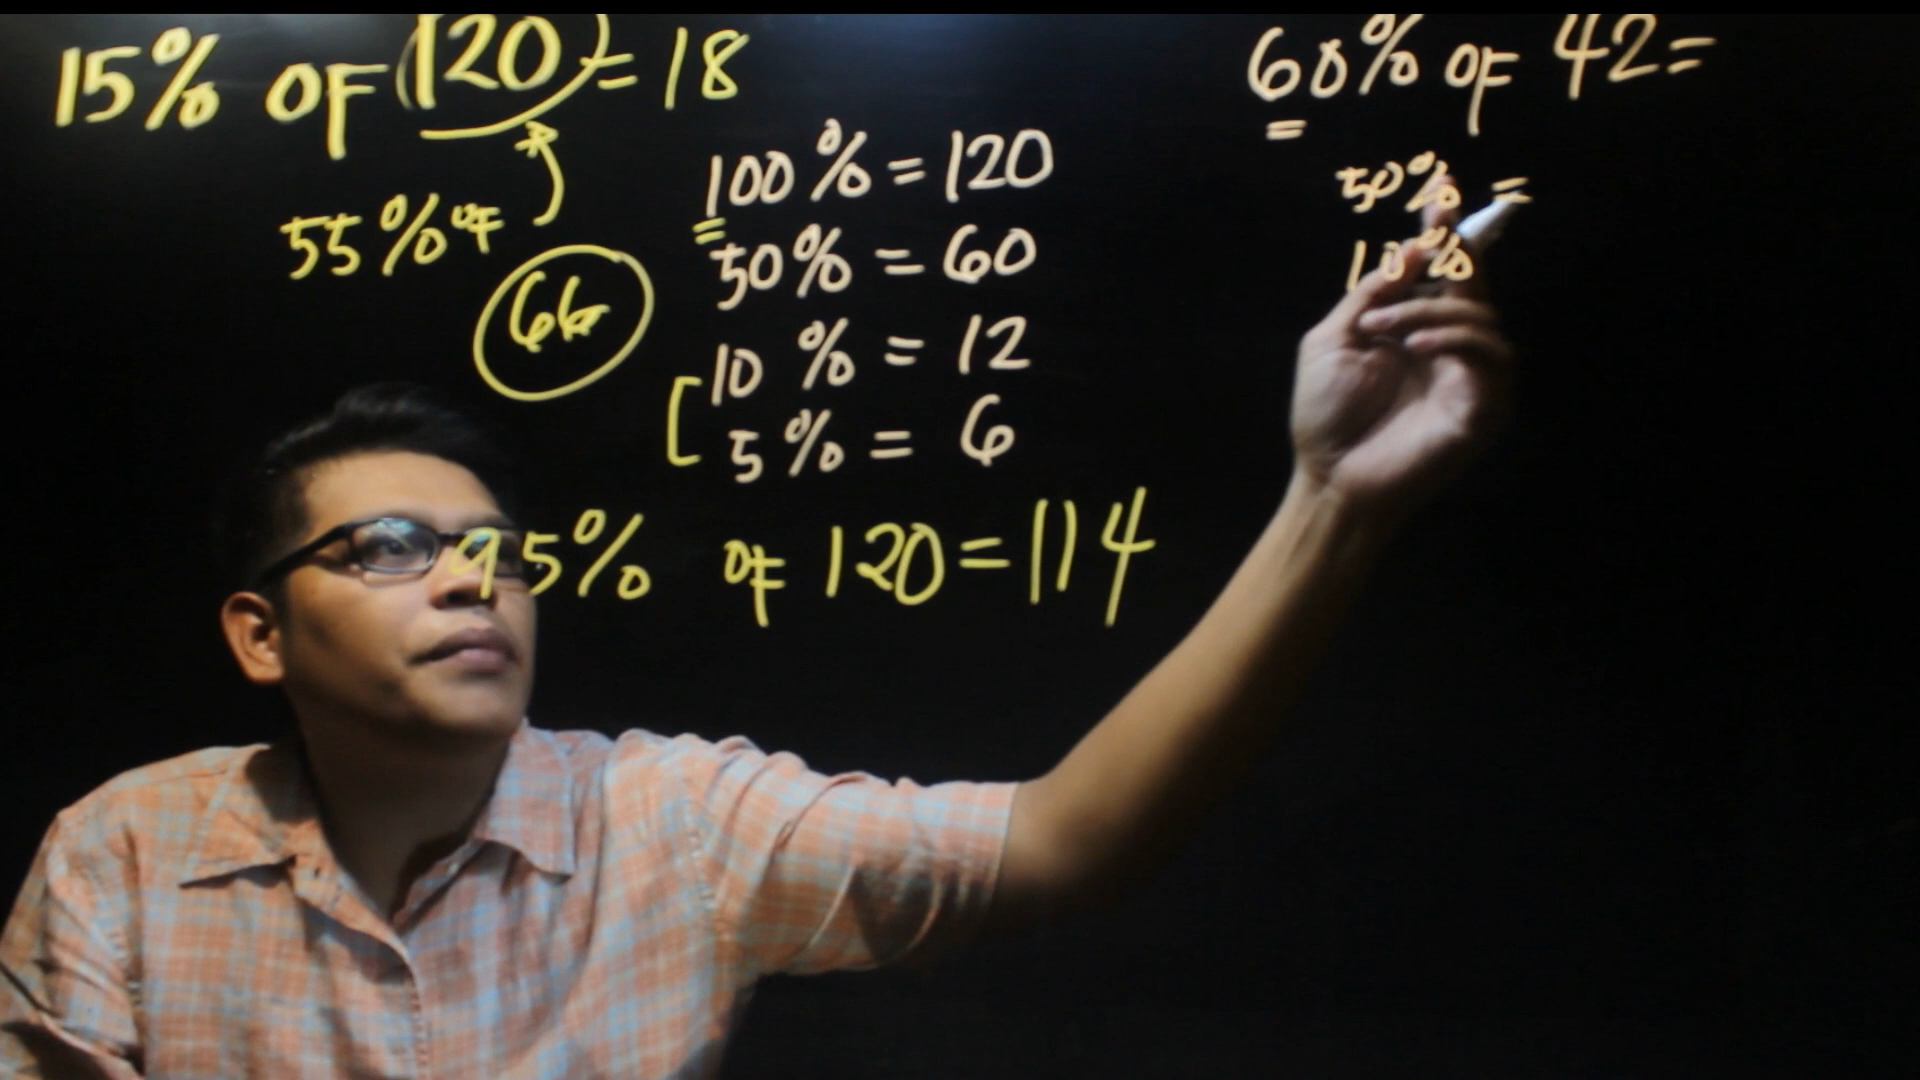 15% OF (120) = 18
55% OF
66
100% = 120
50% = 60
10 % = 12
[ 5% = 6
95% OF 120 = 114
60% OF 42 =
=
50% =
10%